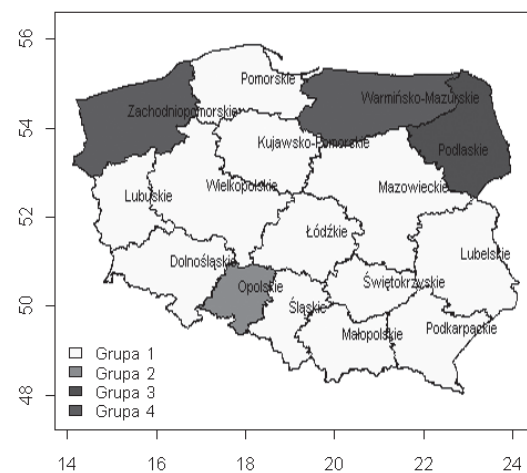 56
54
52
50
48
Pomorskie
Zachodniopomorskie
Warmińsko-Mazurskie
Kujawsko-Pomorskie
Podlaskie
Wielkopolskie
Mazowieckie
Lubuskie
Łódźkie
Lubelskie
Dolnośląskie
Opolskie
Świętokrzyskie
Śląskie
Małopolskie
Podkarpackie
Grupa 1
Grupa 2
Grupa 3
Grupa 4
14 16 18 20 22 24